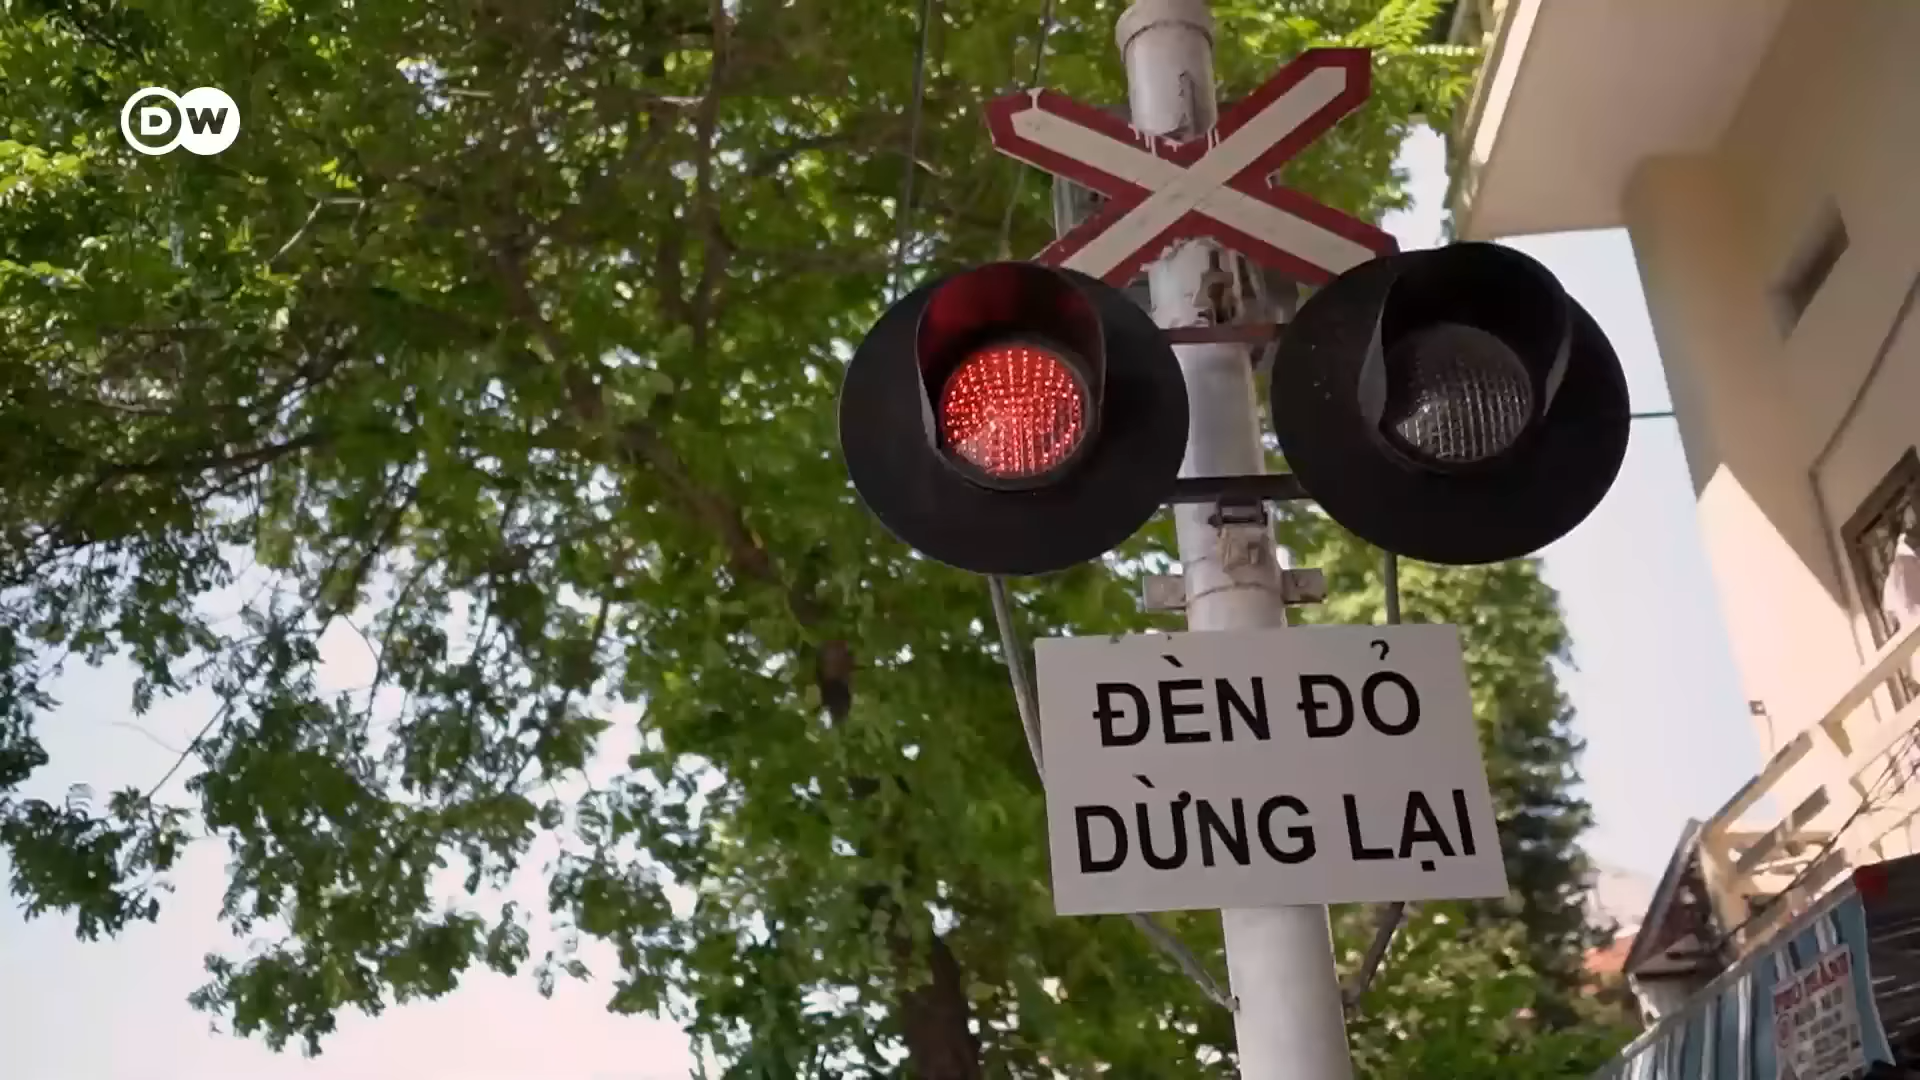 DW
ĐÈN ĐỎ
DỪNG LẠI